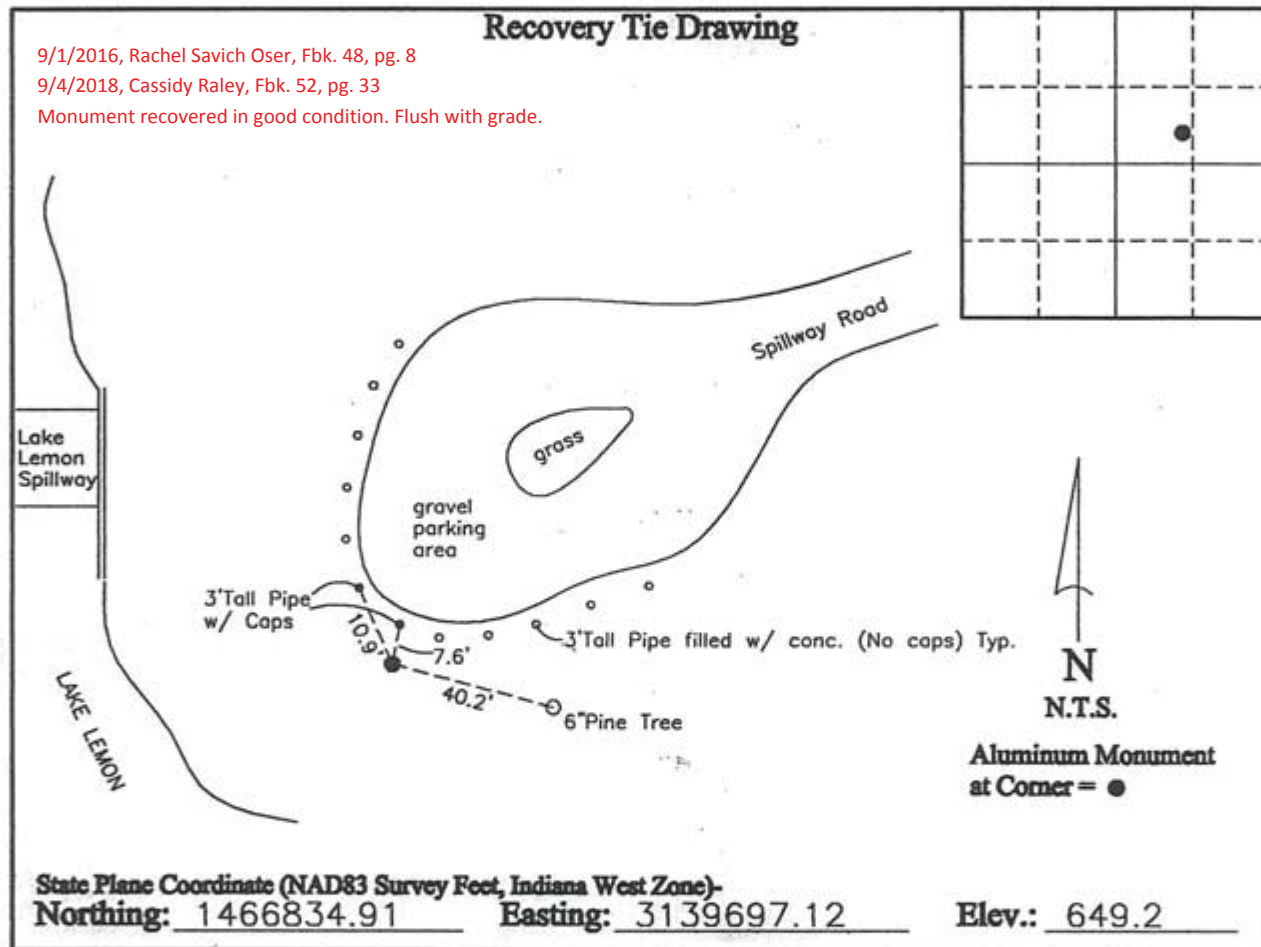 Recovery Tie Drawing
9/1/2016, Rachel Savich Oser, Fbk. 48, pg. 8
9/4/2018, Cassidy Raley, Fbk. 52, pg. 33
Monument recovered in good condition. Flush with grade.
Spillway Road
Lake
Lemon
Spillway
grass
gravel
parking
area
3'Tall Pipe
w/ Caps
10.9'
7.6'
3'Tall Pipe filled w/ conc. (No caps) Typ.
40.2'
6"Pine Tree
LAKE LEMON
N
N.T.S.
Aluminum Monument
at Corner = ●
State Plane Coordinate (NAD83 Survey Feet, Indiana West Zone)-
Northing: 1466834.91 Easting: 3139697.12 Elev.: 649.2